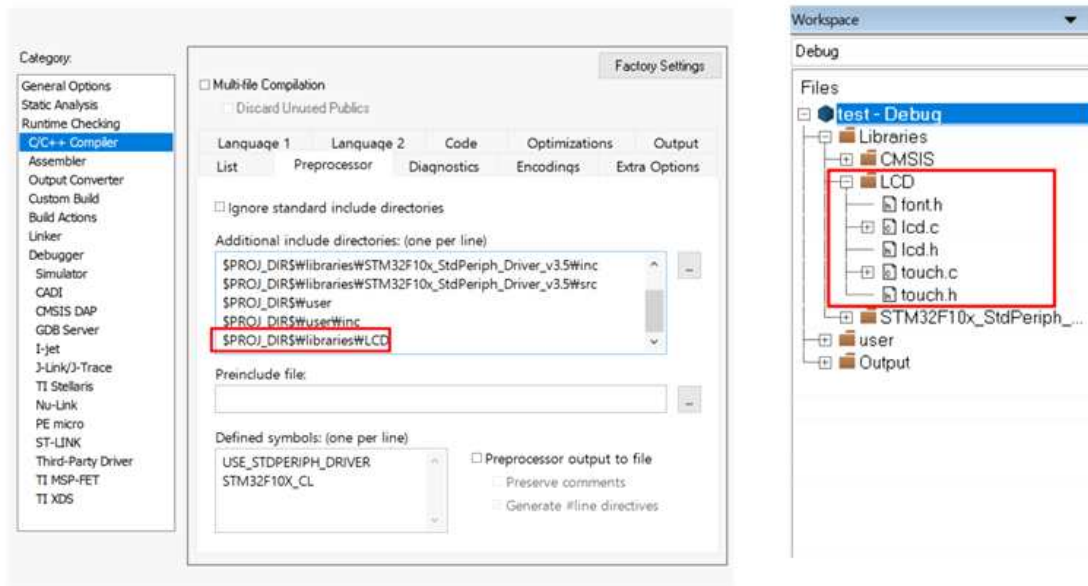 Category:
General Options
Static Analysis
Runtime Checking
C/C++ Compiler
Assembler
Output Converter
Custom Build
Build Actions
Linker
Debugger
Simulator
CADI
CMSIS DAP
GDB Server
I-jet
J-Link/J-Trace
TI Stellaris
Nu-Link
PE micro
ST-LINK
Third-Party Driver
TI MSP-FET
TI XDS
Factory Settings
Multi-file Compilation
Discard Unused Publics
Language 1 Language 2 Code Optimizations Output
List Preprocessor Diagnostics Encodings Extra Options
Ignore standard include directories
Additional include directories: (one per line)
$PROJ_DIR$₩libraries₩STM32F10x_StdPeriph_Driver_v3.5₩inc
$PROJ_DIR$₩libraries₩STM32F10x_StdPeriph_Driver_v3.5₩src
$PROJ_DIR$₩user
$PROJ_DIR$₩user₩inc
$PROJ_DIR$₩libraries₩LCD
...
Preinclude file:
...
Defined symbols: (one per line)
USE_STDPERIPH_DRIVER
STM32F10X_CL
Preprocessor output to file
Preserve comments
Generate #line directives
Workspace
Debug
Files
test - Debug
Libraries
CMSIS
LCD
font.h
lcd.c
lcd.h
touch.c
touch.h
STM32F10x_StdPeriph_...
user
Output